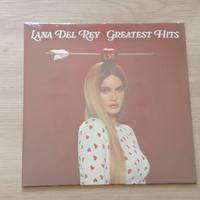 LANA DEL REY GREATEST HITS